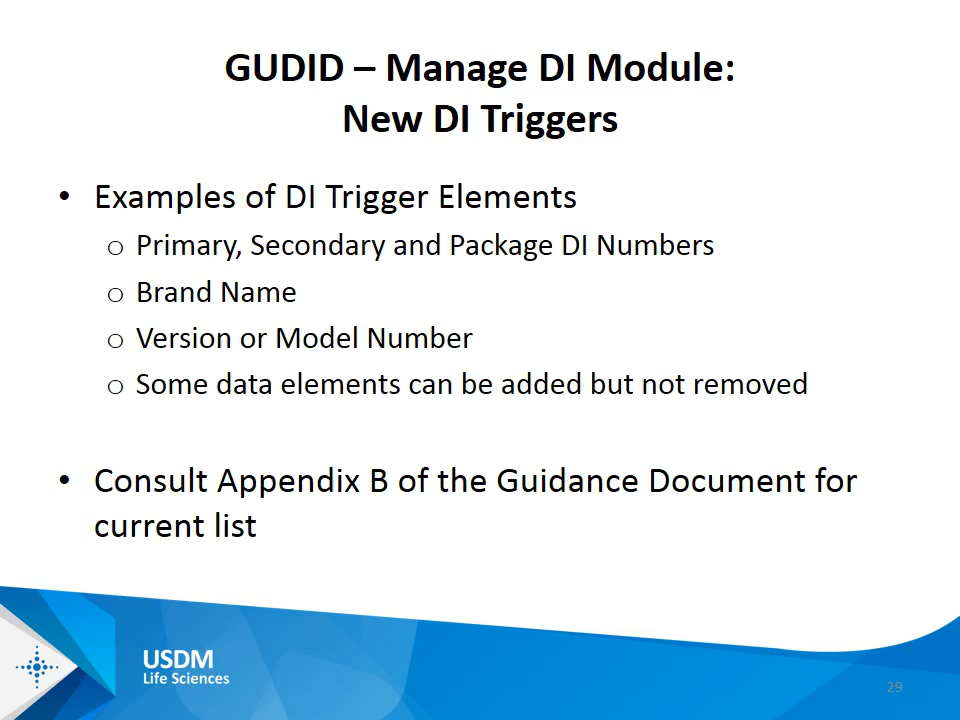 GUDID – Manage DI Module:
New DI Triggers
• Examples of DI Trigger Elements
o Primary, Secondary and Package DI Numbers
o Brand Name
o Version or Model Number
o Some data elements can be added but not removed
• Consult Appendix B of the Guidance Document for
current list
USDM
Life Sciences
29